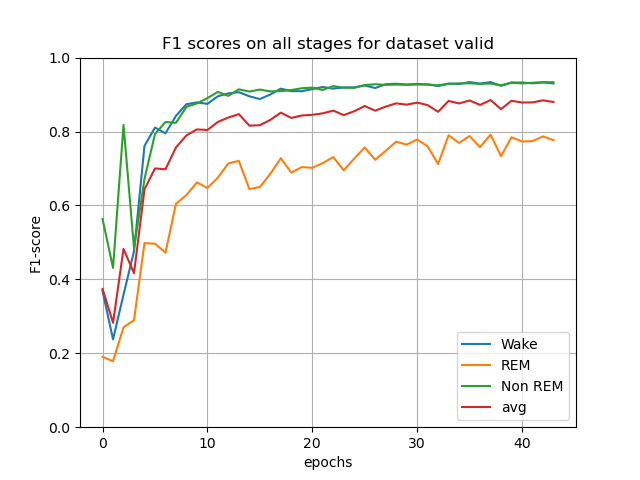 F1 scores on all stages for dataset valid
1.0
0.8
0.6
0.4
0.2
0.0
F1-score
0 10 20 30 40
epochs
Wake
REM
Non REM
avg